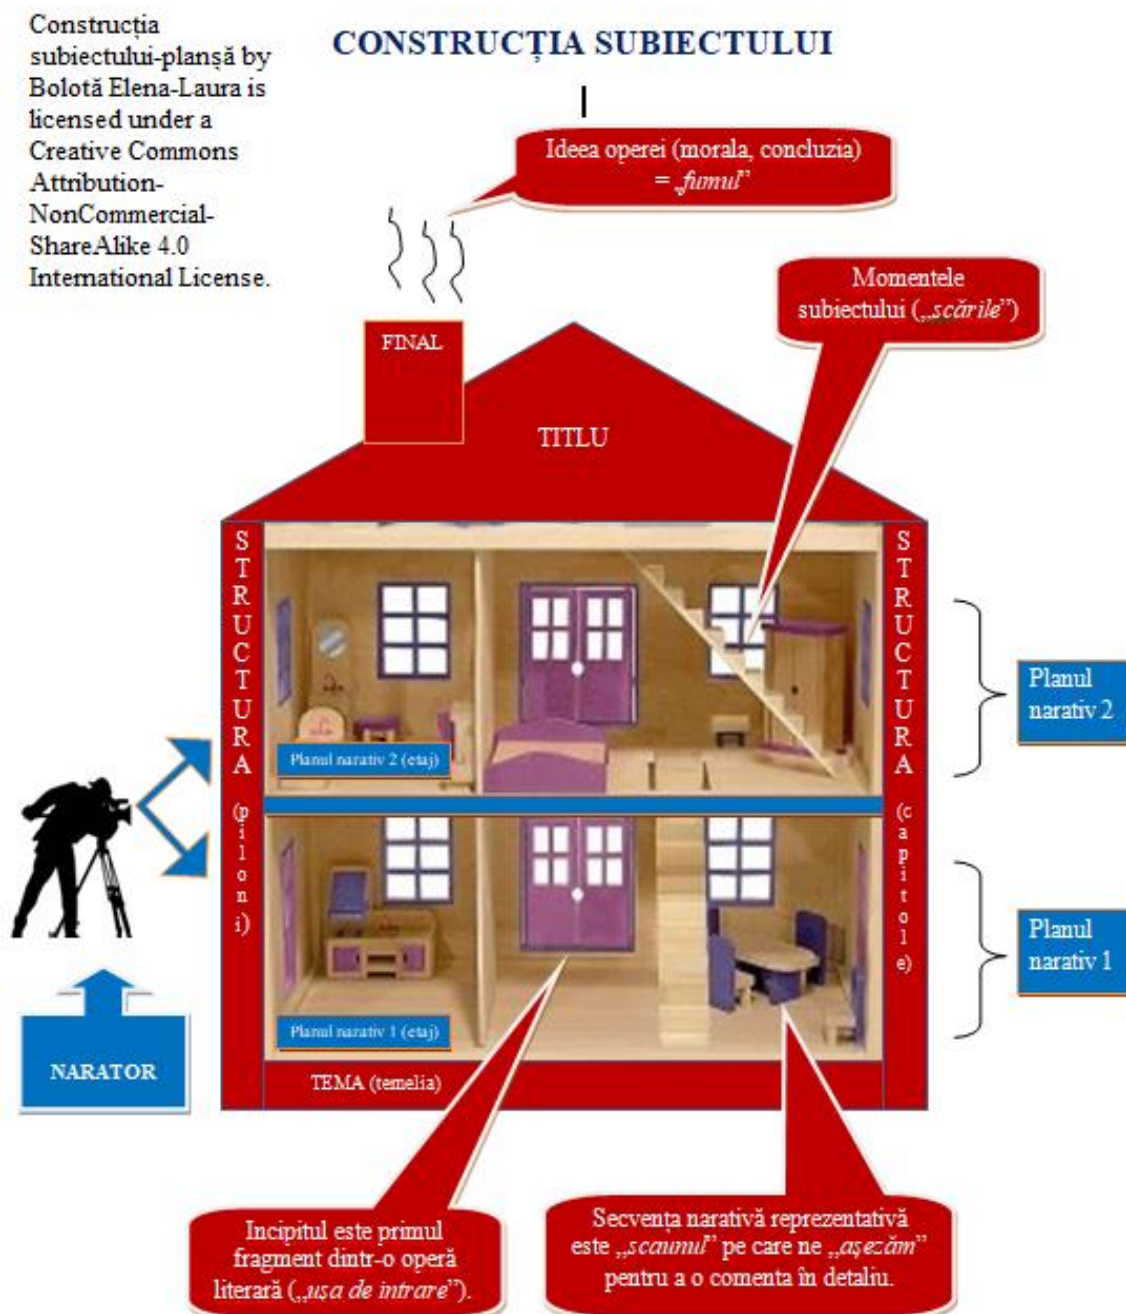 Construcția
subiectului-planșă by
Bolotă Elena-Laura is
licensed under a
Creative Commons
Attribution-
NonCommercial-
ShareAlike 4.0
International License.
CONSTRUCȚIA SUBIECTULUI
Ideea operei (morala, concluzia)
= „fumul”
Momentele
subiectului („scările”)
FINAL
TITLU
STRUCTURA (piloni)
STRUCTURA (capitole)
Planul
narativ 2
Planul narativ 2 (etaj)
Planul
narativ 1
Planul narativ 1 (etaj)
NARATOR
TEMA (temelia)
Incipitul este primul
fragment dintr-o operă
literară („ușa de intrare”).
Secvența narativă reprezentativă
este „scaunul” pe care ne „așezăm”
pentru a o comenta în detaliu.